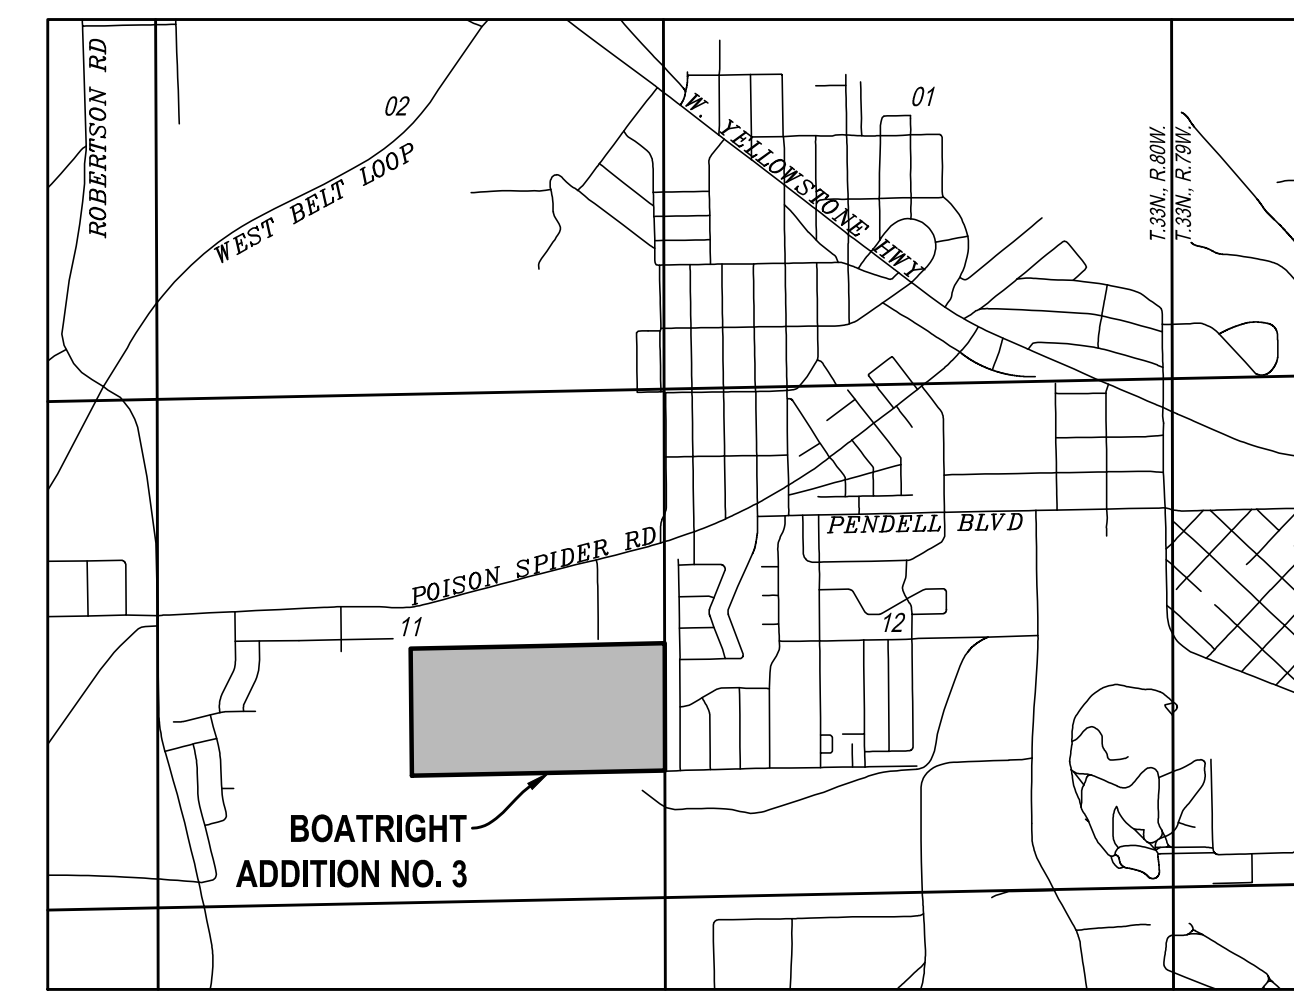 ROBERTSON RD
02
WEST BELT LOOP
W. YELLOWSTONE HWY
01
T.33N., R.80W.
T.33N., R.79W.
PENDELL BLVD
POISON SPIDER RD
11
12
BOATRIGHT
ADDITION NO. 3